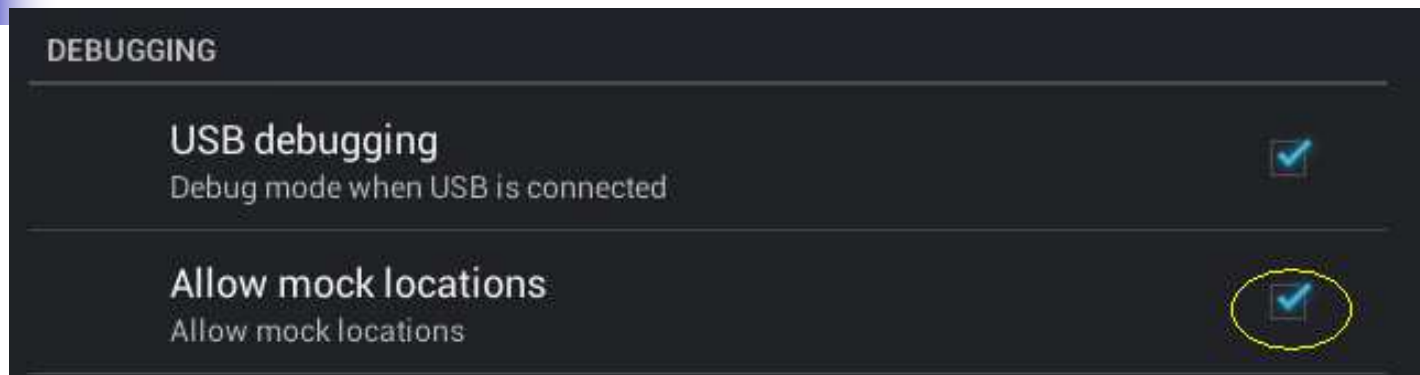 DEBUGGING
USB debugging
Debug mode when USB is connected
Allow mock locations
Allow mock locations